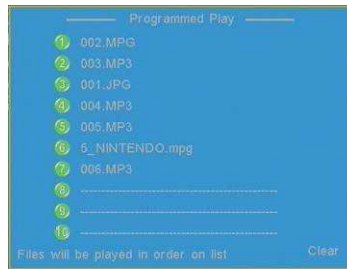 Programmed Play
1 002.MPG
2 003.MP3
3 001.JPG
4 004.MP3
5 005.MP3
6 5_NINTENDO.mpg
7 006.MP3
8 --------------------------------
9 --------------------------------
10 --------------------------------
Files will be played in order on list Clear